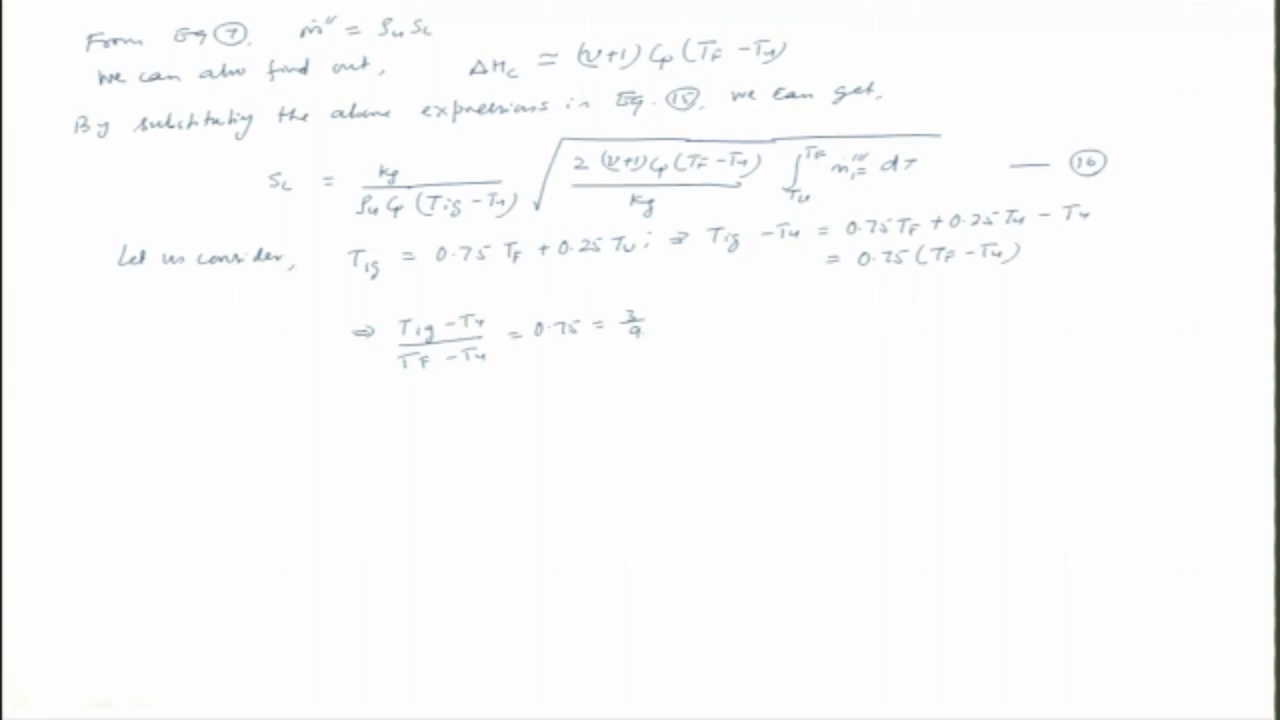 From Eq ⑦, ṁ'' = ρu SL
We can also find out, ΔHc ≃ (ν+1) Cp (TF − Tu)
By substituting the above expressions in Eq. ⑮, we can get,
SL = kg / ρu Cp (Tig − Tu) √( 2 (ν+1) Cp (TF − Tu) / kg ∫_Tu^TF ṁF''' dT ) — ⑯
Let us consider, Tig = 0.75 TF + 0.25 Tu ; ⇒ Tig − Tu = 0.75 TF + 0.25 Tu − Tu
= 0.75 (TF − Tu)
⇒ Tig − Tu / TF − Tu = 0.75 = 3/4